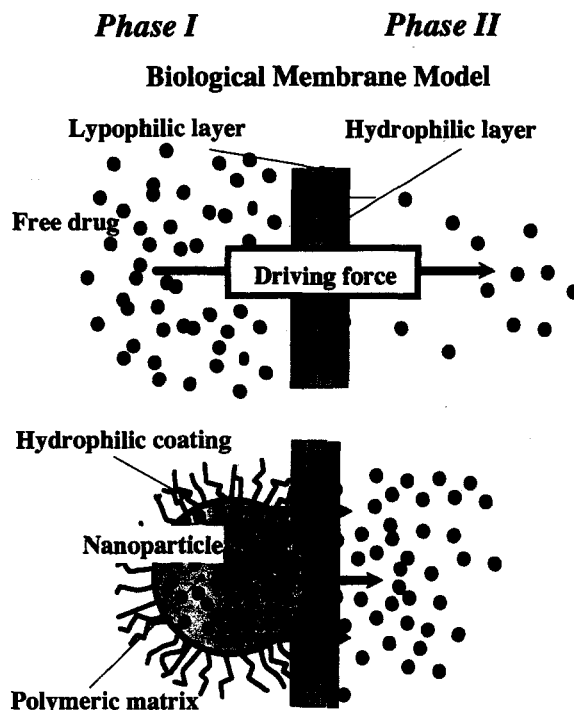 Phase I
Phase II
Biological Membrane Model
Lypophilic layer
Hydrophilic layer
Free drug
Driving force
Hydrophilic coating
Nanoparticle
Polymeric matrix